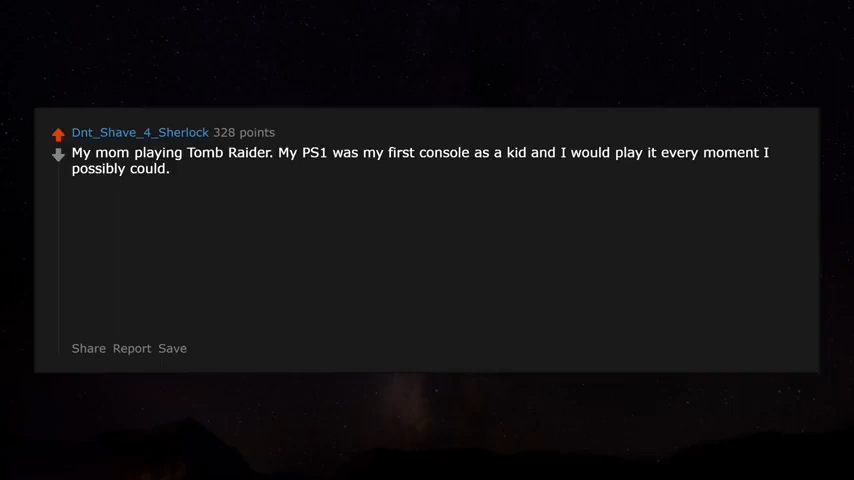 Dnt_Shave_4_Sherlock 328 points
My mom playing Tomb Raider. My PS1 was my first console as a kid and I would play it every moment I
possibly could.
Share Report Save